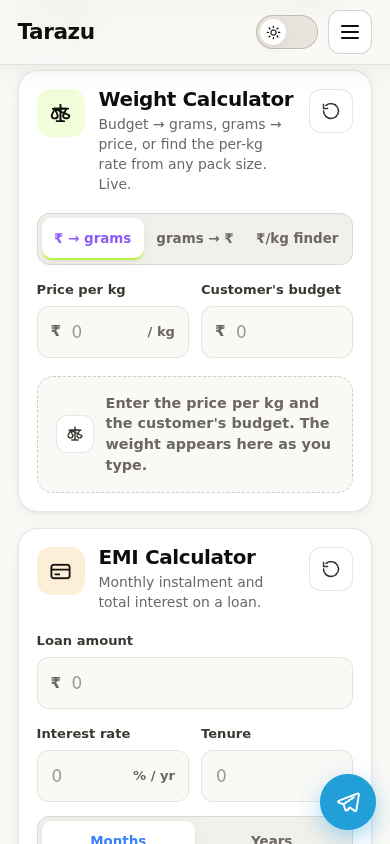 Tarazu
Weight Calculator
Budget → grams, grams →
price, or find the per-kg
rate from any pack size.
Live.
₹ → grams
grams → ₹
₹/kg finder
Price per kg
Customer's budget
₹ 0 / kg
₹ 0
Enter the price per kg and
the customer's budget. The
weight appears here as you
type.
EMI Calculator
Monthly instalment and
total interest on a loan.
Loan amount
₹ 0
Interest rate
Tenure
0 % / yr
0
Months
Years